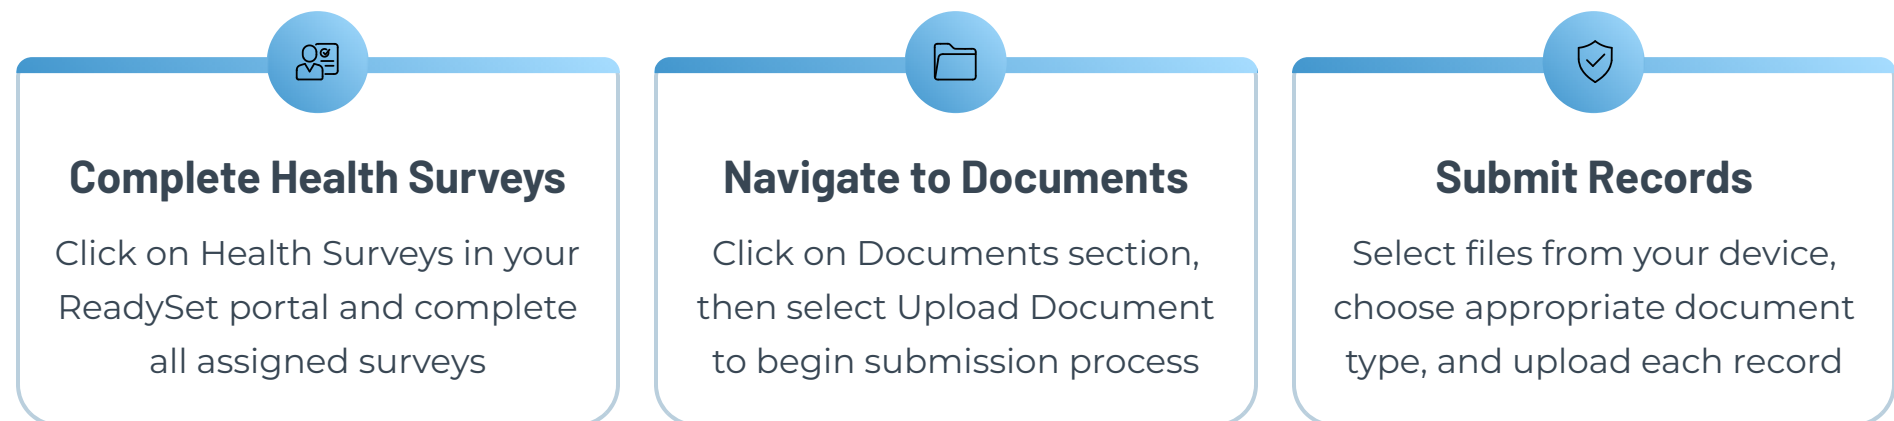 Complete Health Surveys
Click on Health Surveys in your
ReadySet portal and complete
all assigned surveys
Navigate to Documents
Click on Documents section,
then select Upload Document
to begin submission process
Submit Records
Select files from your device,
choose appropriate document
type, and upload each record